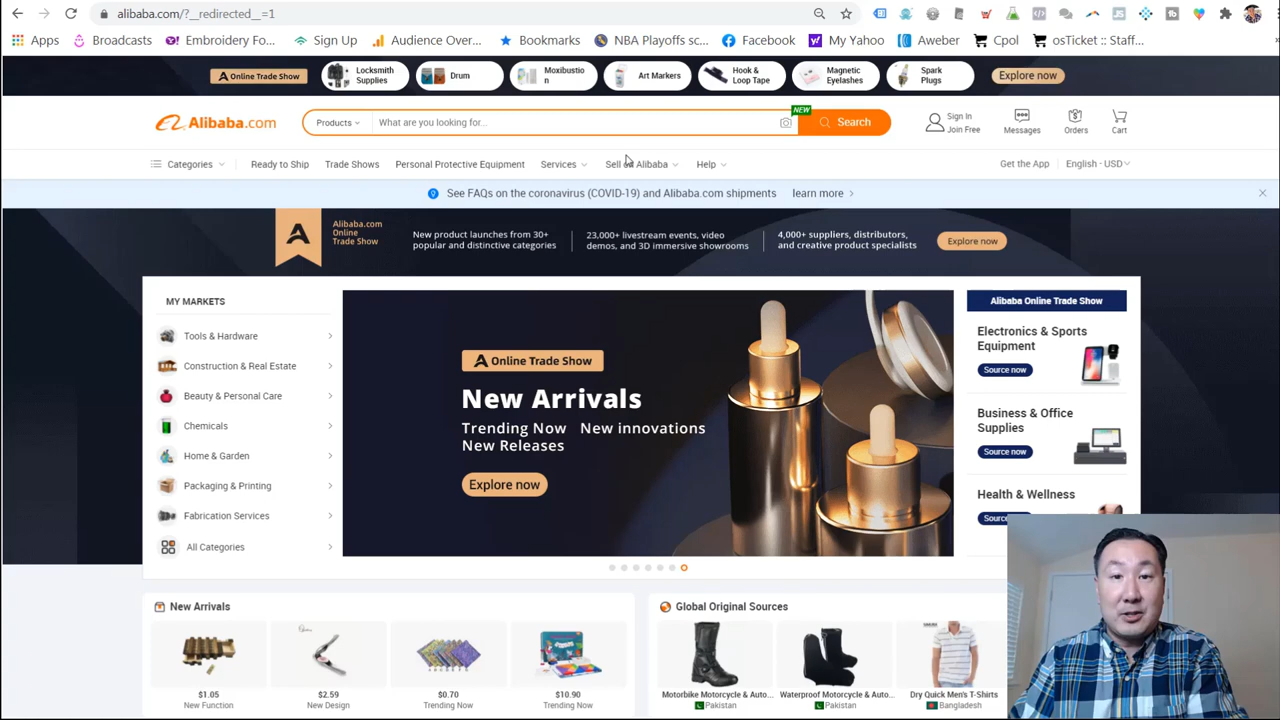 alibaba.com/?__redirected__=1
Apps
Broadcasts
Embroidery Fo...
Sign Up
Audience Over...
Bookmarks
NBA Playoffs sc...
Facebook
My Yahoo
Aweber
Cpol
osTicket :: Staff...
Online Trade Show
Locksmith
Supplies
Drum
Moxibustio
n
Art Markers
Hook &
Loop Tape
Magnetic
Eyelashes
Spark
Plugs
Explore now
Alibaba.com
Products
What are you looking for...
NEW
Search
Sign In
Join Free
Messages
Orders
Cart
Categories
Ready to Ship
Trade Shows
Personal Protective Equipment
Services
Sell on Alibaba
Help
Get the App
English - USD
See FAQs on the coronavirus (COVID-19) and Alibaba.com shipments learn more
Alibaba.com
Online
Trade Show
New product launches from 30+
popular and distinctive categories
23,000+ livestream events, video
demos, and 3D immersive showrooms
4,000+ suppliers, distributors,
and creative product specialists
Explore now
MY MARKETS
Tools & Hardware
Construction & Real Estate
Beauty & Personal Care
Chemicals
Home & Garden
Packaging & Printing
Fabrication Services
All Categories
Online Trade Show
New Arrivals
Trending Now New innovations
New Releases
Explore now
Alibaba Online Trade Show
Electronics & Sports
Equipment
Source now
Business & Office
Supplies
Source now
Health & Wellness
New Arrivals
$1.05
New Function
$2.59
New Design
$0.70
Trending Now
$10.90
Trending Now
Global Original Sources
Motorbike Motorcycle & Auto...
Pakistan
Waterproof Motorcycle & Auto...
Pakistan
Dry Quick Men's T-Shirts
Bangladesh